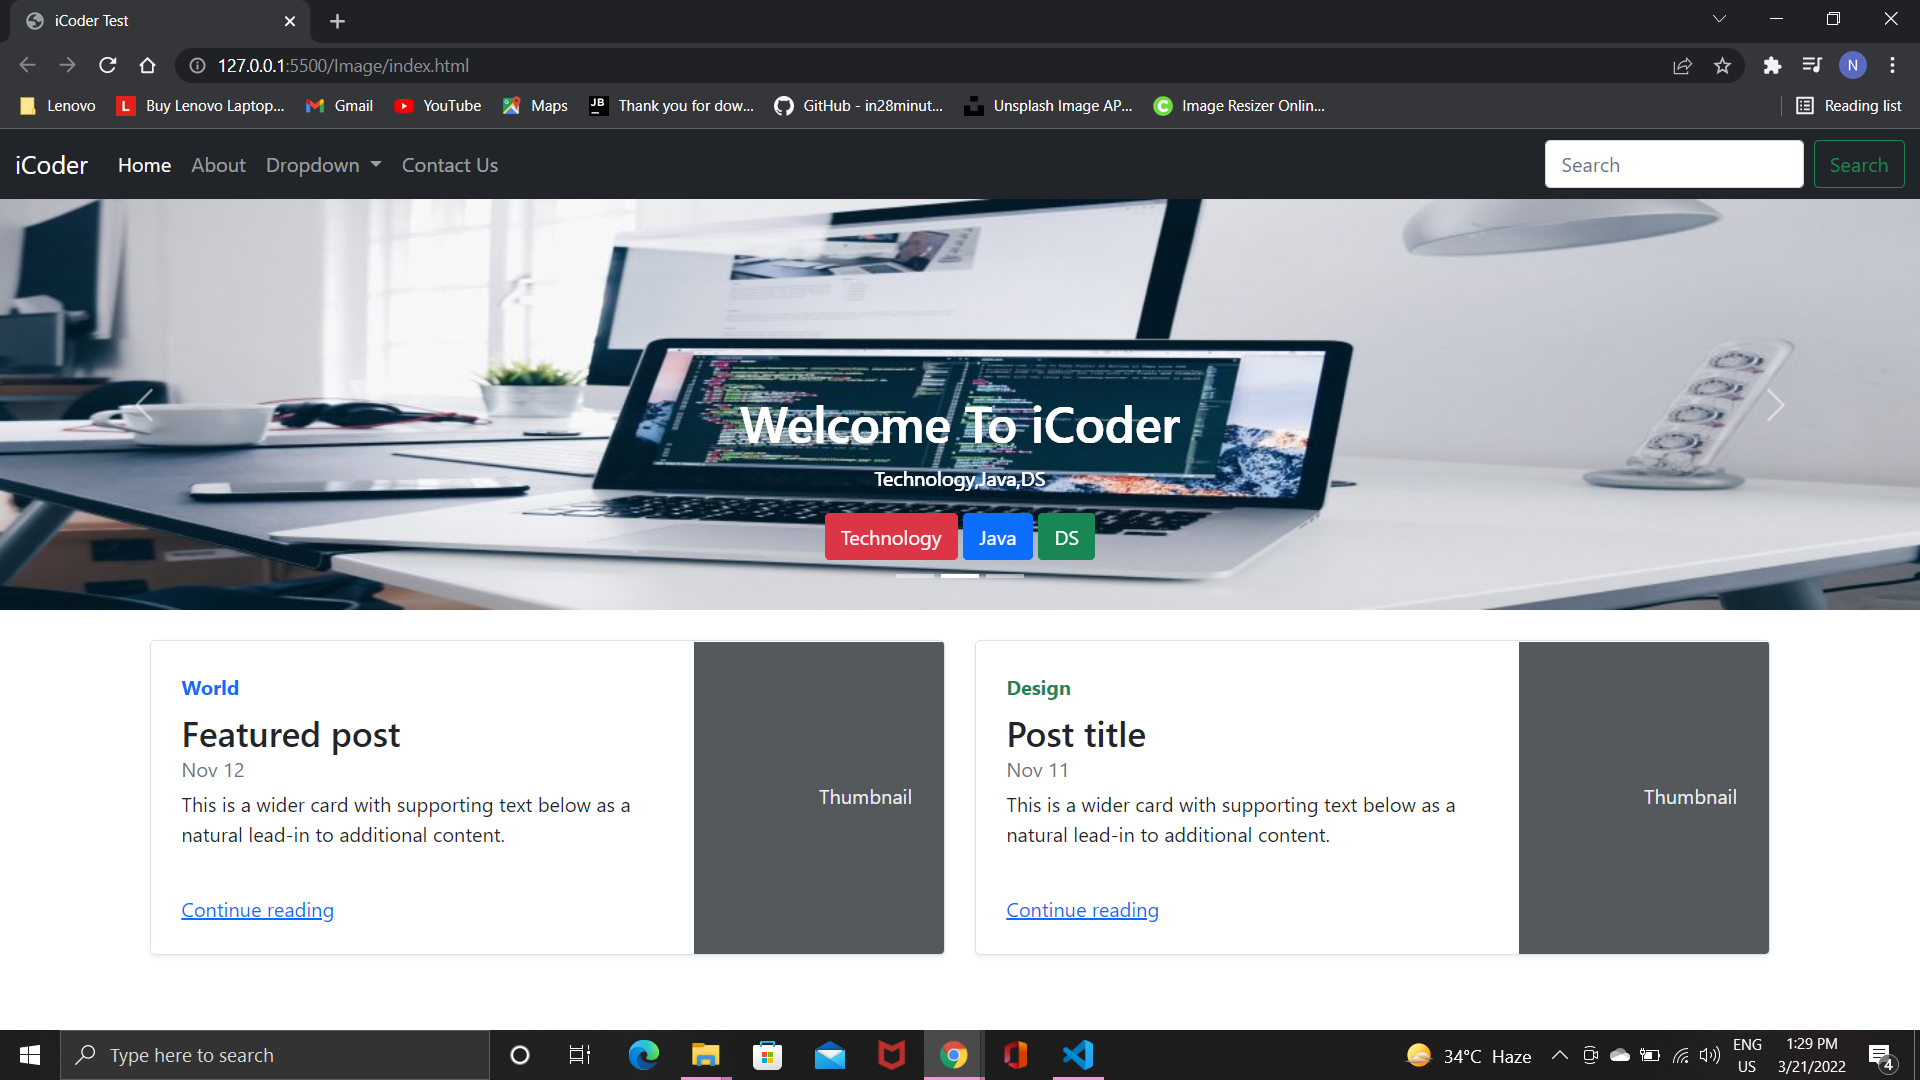 iCoder Test
127.0.0.1:5500/Image/index.html
N
Lenovo
L Buy Lenovo Laptop...
Gmail
YouTube
Maps
JB Thank you for dow...
GitHub - in28minut...
Unsplash Image AP...
C Image Resizer Onlin...
Reading list
iCoder Home About Dropdown Contact Us
Search
Search
Welcome To iCoder
Technology,Java,DS
Technology Java DS
World
Featured post
Nov 12
This is a wider card with supporting text below as a
natural lead-in to additional content.
Continue reading
Thumbnail
Design
Post title
Nov 11
This is a wider card with supporting text below as a
natural lead-in to additional content.
Continue reading
Thumbnail
Type here to search
34°C Haze
ENG
US
1:29 PM
3/21/2022
4